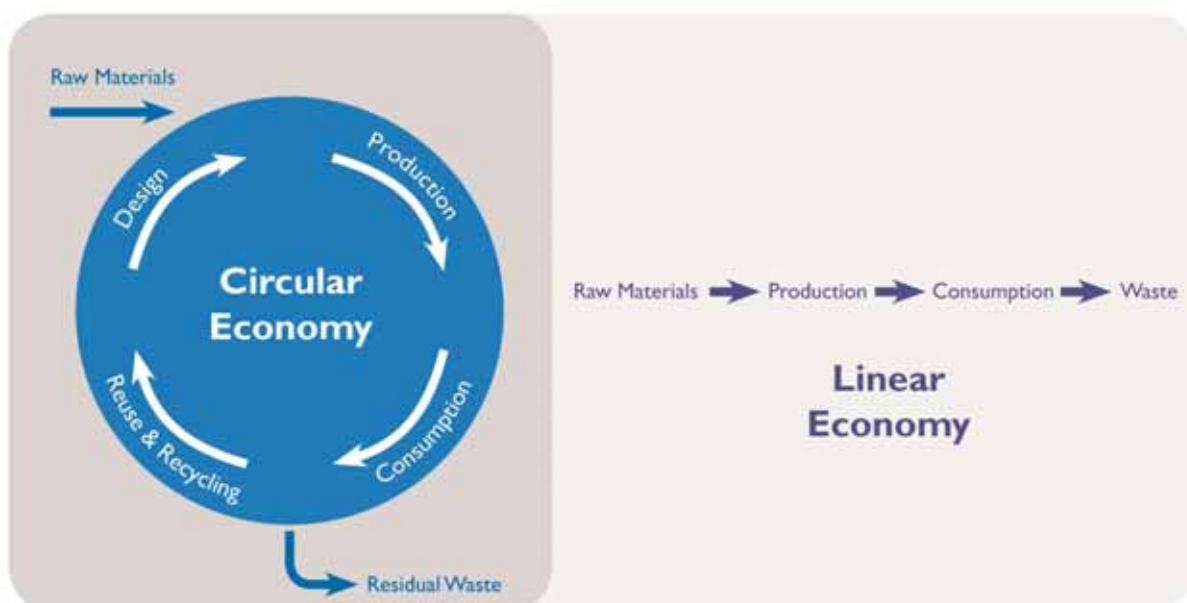 Raw Materials
Design
Production
Circular
Economy
Reuse & Recycling
Consumption
Residual Waste
Raw Materials
Production
Consumption
Waste
Linear
Economy